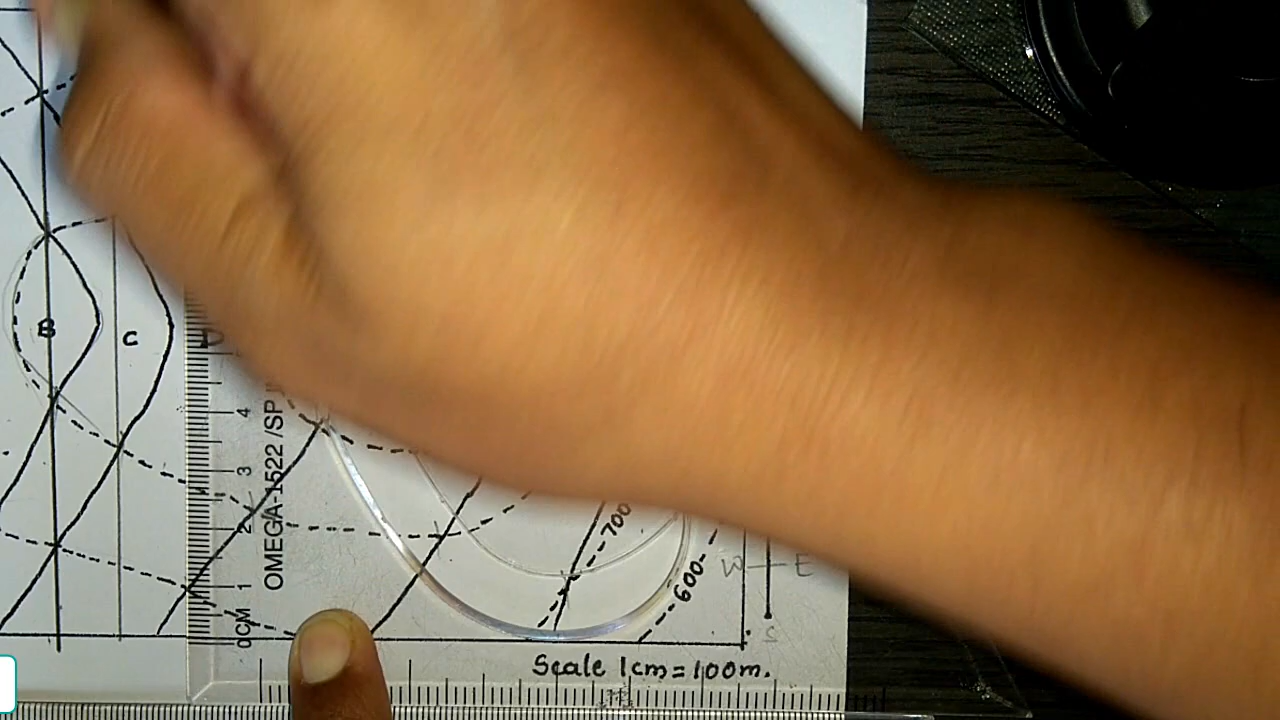 B
C
4
3
2
1
0CM
OMEGA-1522 /SP
700
600
W E
S
Scale 1cm=100m.